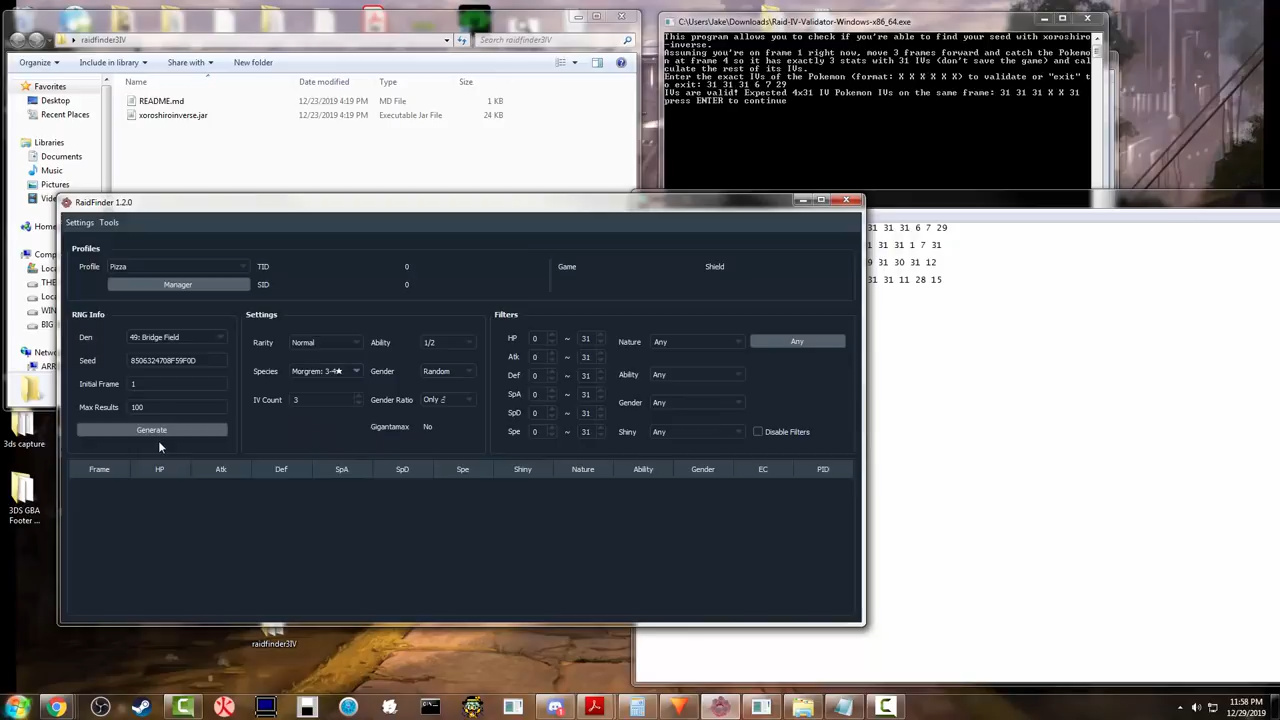 raidfinder3IV
Search raidfinder3IV
Organize
Include in library
Share with
New folder
Name
Date modified
Type
Size
Favorites
Desktop
Recent Places
Libraries
Documents
Music
Pictures
README.md 12/23/2019 4:19 PM MD File 1 KB
xoroshiroinverse.jar 12/23/2019 4:19 PM Executable Jar File 24 KB
C:\Users\Jake\Downloads\Raid-IV-Validator-Windows-x86_64.exe
This program allows you to check if you're able to find your seed with xoroshiro
-inverse.
Assuming you're on frame 1 right now, move 3 frames forward and catch the Pokemo
n at frame 4 so it has exactly 3 stats with 31 IVs (don't save the game) and cal
culate the rest of its IVs.
Enter the exact IVs of the Pokemon (format: X X X X X X) to validate or "exit" t
o exit: 31 31 31 6 7 29
IVs are valid! Expected 4x31 IV Pokemon IVs on the same frame: 31 31 31 X X 31
press ENTER to continue
RaidFinder 1.2.0
Settings Tools
Profiles
Profile Pizza TID 0 Game Shield
Manager SID 0
RNG Info
Den 49: Bridge Field
Seed 8506324708F59F0D
Initial Frame 1
Max Results 100
Generate
Settings
Rarity Normal Ability 1/2
Species Morgrem: 3-4★ Gender Random
IV Count 3 Gender Ratio Only ♂
Gigantamax No
Filters
HP 0 ~ 31 Nature Any Any
Atk 0 ~ 31
Def 0 ~ 31 Ability Any
SpA 0 ~ 31 Gender Any
SpD 0 ~ 31
Spe 0 ~ 31 Shiny Any Disable Filters
Frame HP Atk Def SpA SpD Spe Shiny Nature Ability Gender EC PID
31 31 6 7 29
31 31 1 7 31
31 30 31 12
31 11 28 15
3ds capture
3DS GBA
Footer ...
raidfinder3IV
11:58 PM
12/29/2019